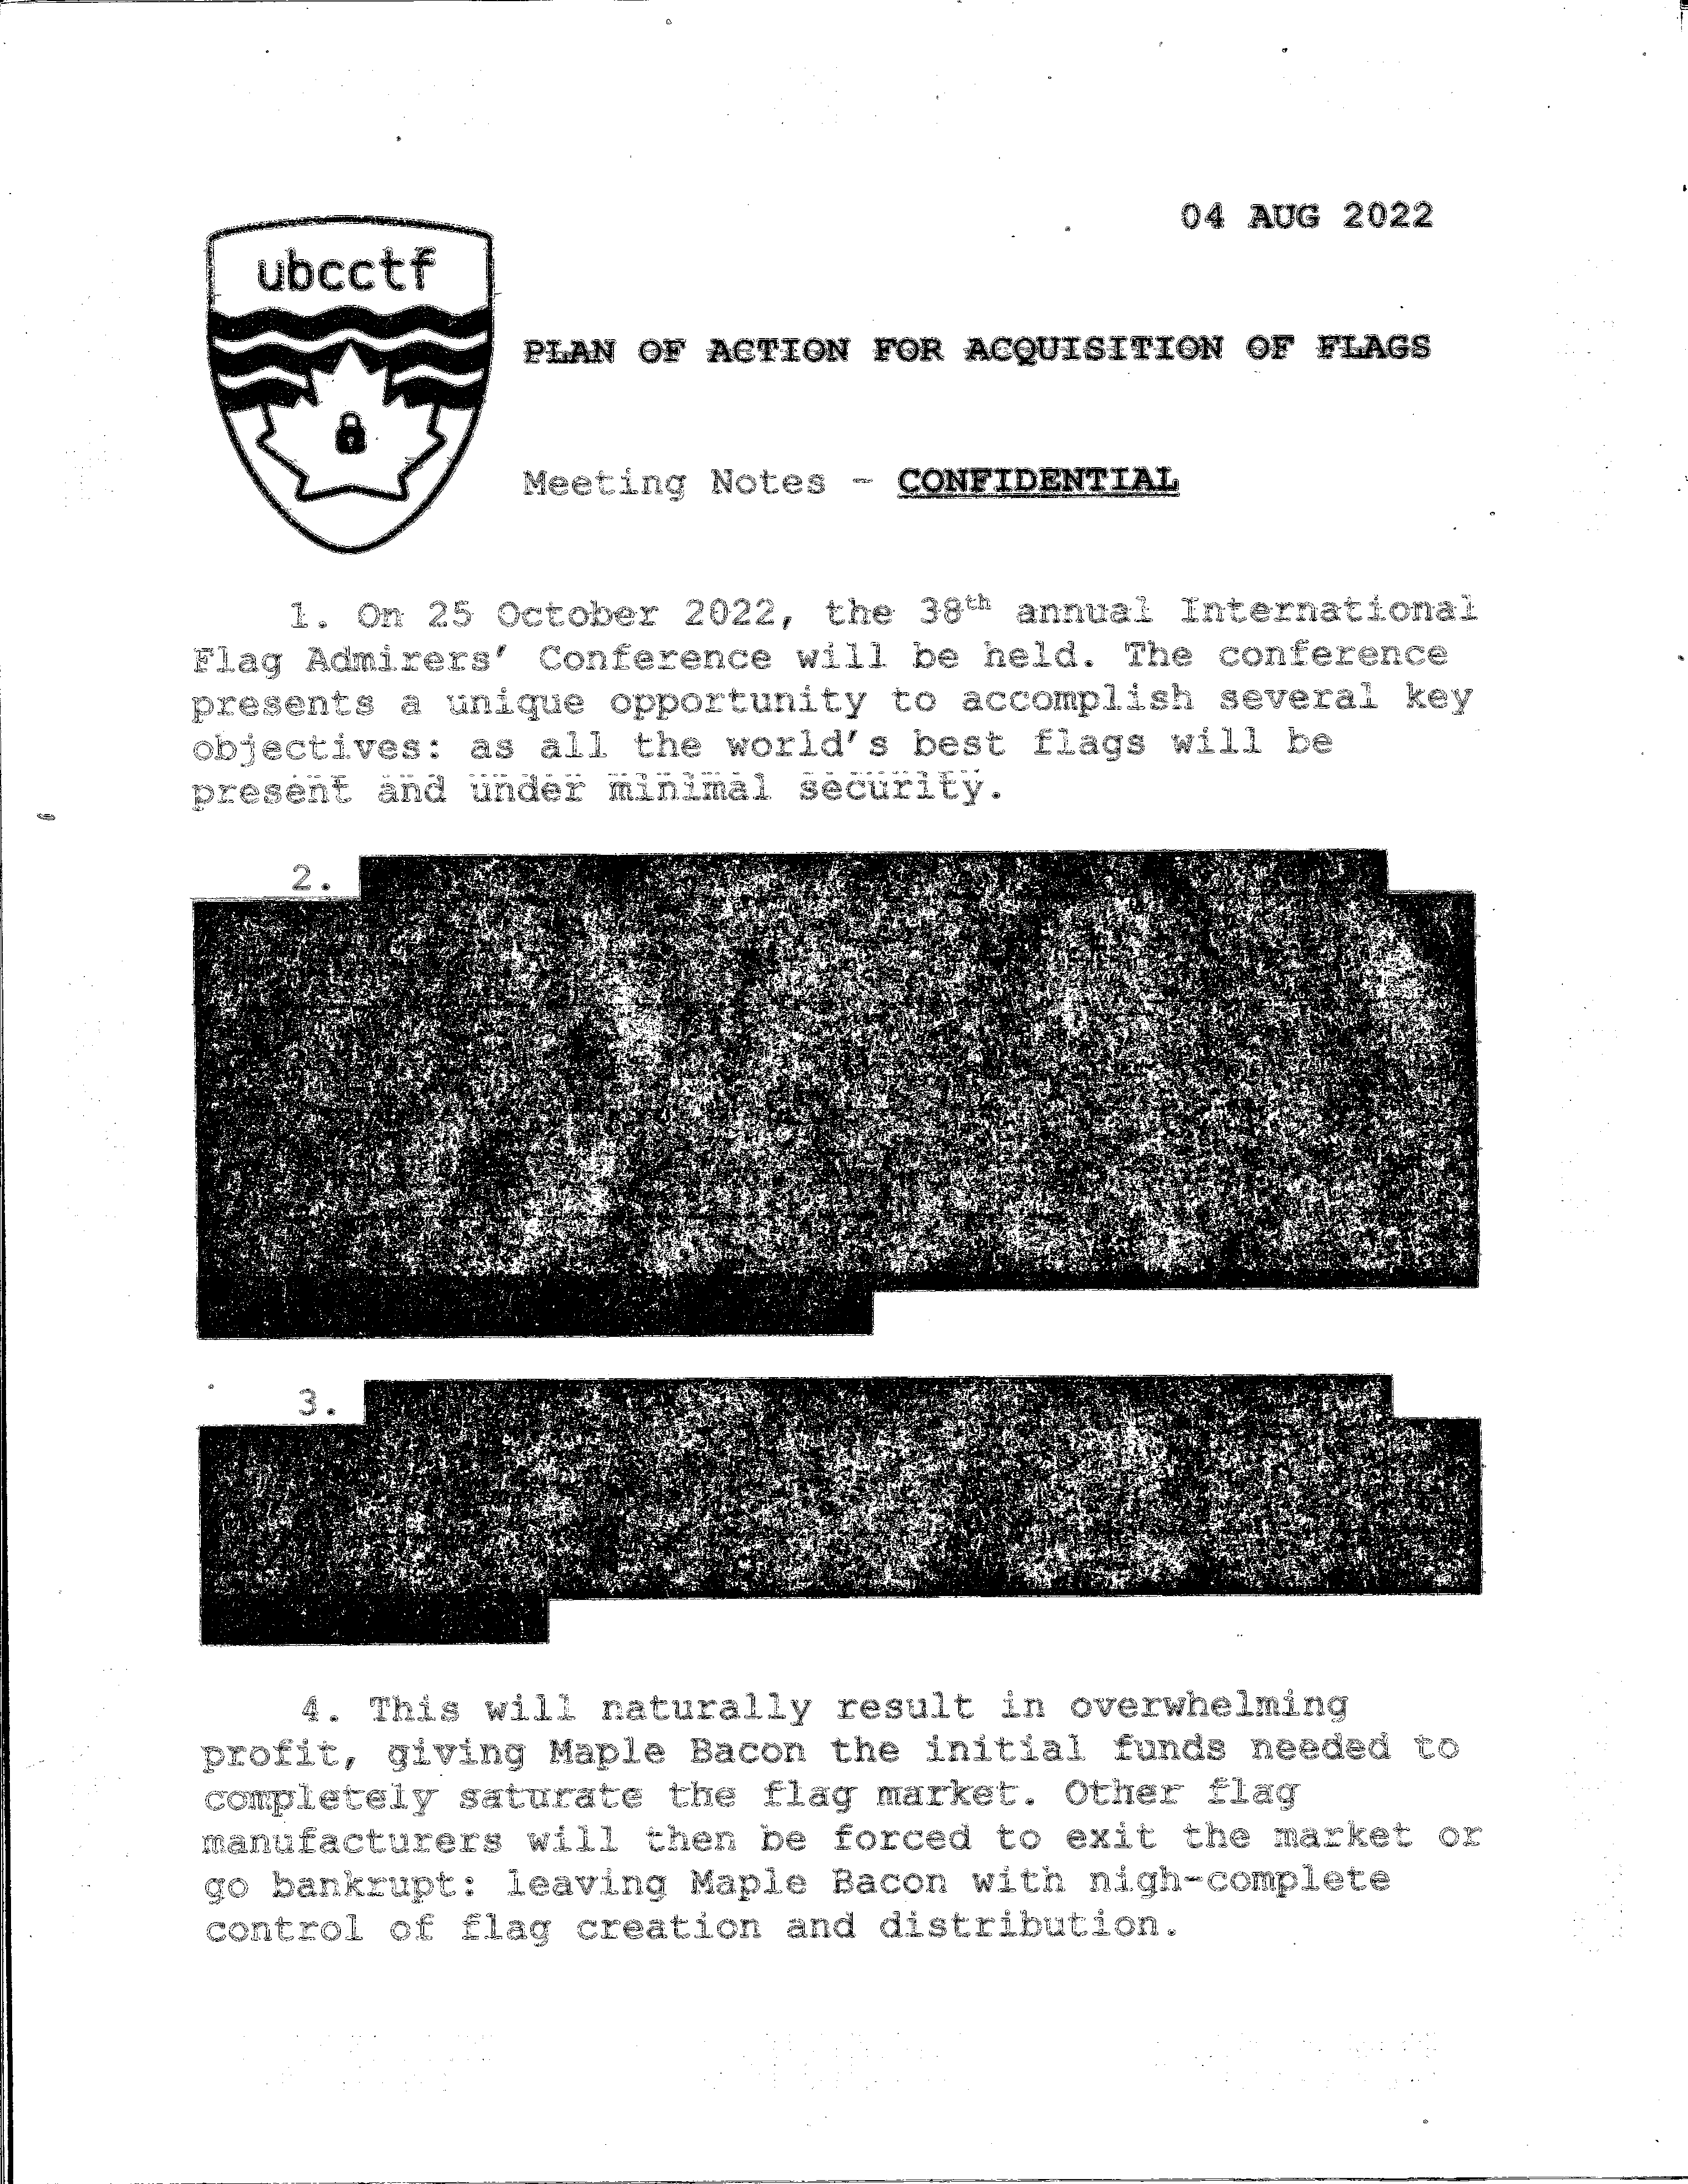 04 AUG 2022
ubcctf
PLAN OF ACTION FOR ACQUISITION OF FLAGS
Meeting Notes - CONFIDENTIAL
1. On 25 October 2022, the 38th annual International
Flag Admirers' Conference will be held. The conference
presents a unique opportunity to accomplish several key
objectives: as all the world's best flags will be
present and under minimal security.
2.
3.
4. This will naturally result in overwhelming
profit, giving Maple Bacon the initial funds needed to
completely saturate the flag market. Other flag
manufacturers will then be forced to exit the market or
go bankrupt: leaving Maple Bacon with nigh-complete
control of flag creation and distribution.